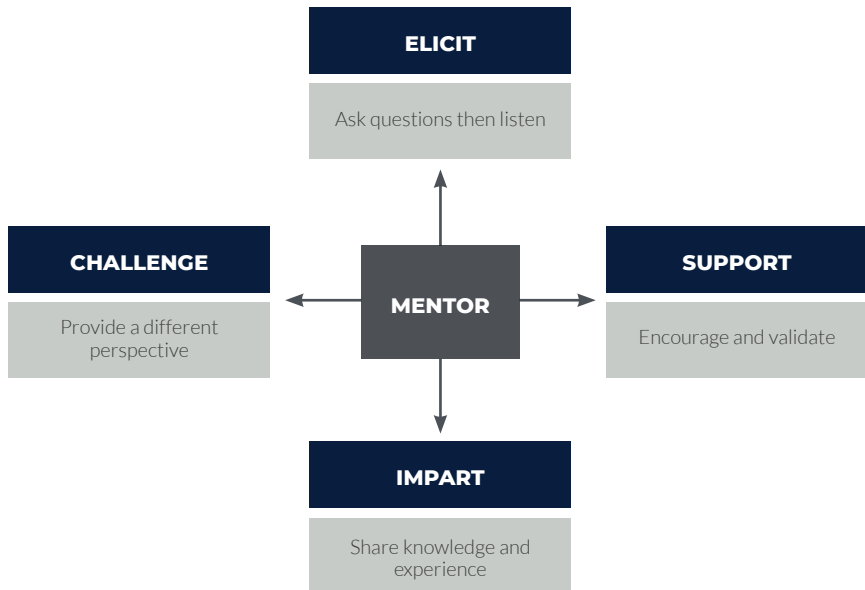 ELICIT
Ask questions then listen
CHALLENGE
Provide a different
perspective
MENTOR
SUPPORT
Encourage and validate
IMPART
Share knowledge and
experience